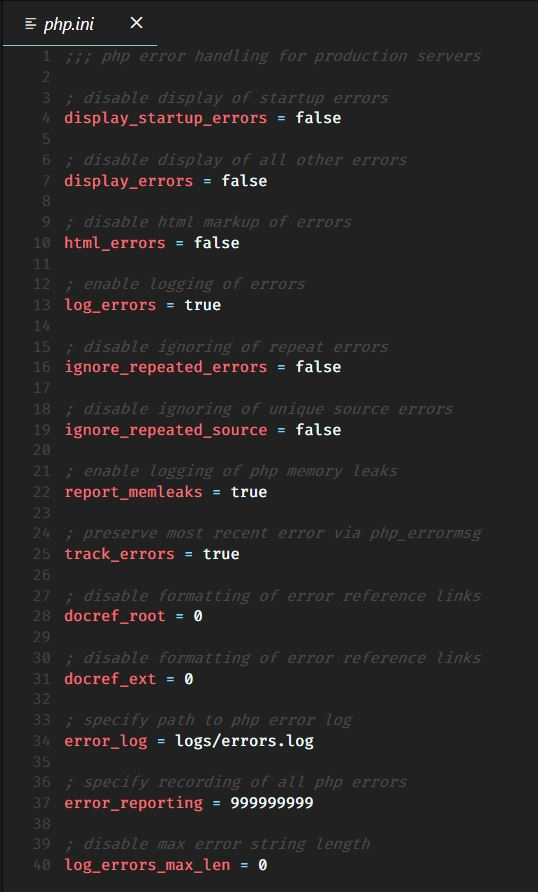 php.ini ×
1 ;;; php error handling for production servers
2
3 ; disable display of startup errors
4 display_startup_errors = false
5
6 ; disable display of all other errors
7 display_errors = false
8
9 ; disable html markup of errors
10 html_errors = false
11
12 ; enable logging of errors
13 log_errors = true
14
15 ; disable ignoring of repeat errors
16 ignore_repeated_errors = false
17
18 ; disable ignoring of unique source errors
19 ignore_repeated_source = false
20
21 ; enable logging of php memory leaks
22 report_memleaks = true
23
24 ; preserve most recent error via php_errormsg
25 track_errors = true
26
27 ; disable formatting of error reference links
28 docref_root = 0
29
30 ; disable formatting of error reference links
31 docref_ext = 0
32
33 ; specify path to php error log
34 error_log = logs/errors.log
35
36 ; specify recording of all php errors
37 error_reporting = 999999999
38
39 ; disable max error string length
40 log_errors_max_len = 0